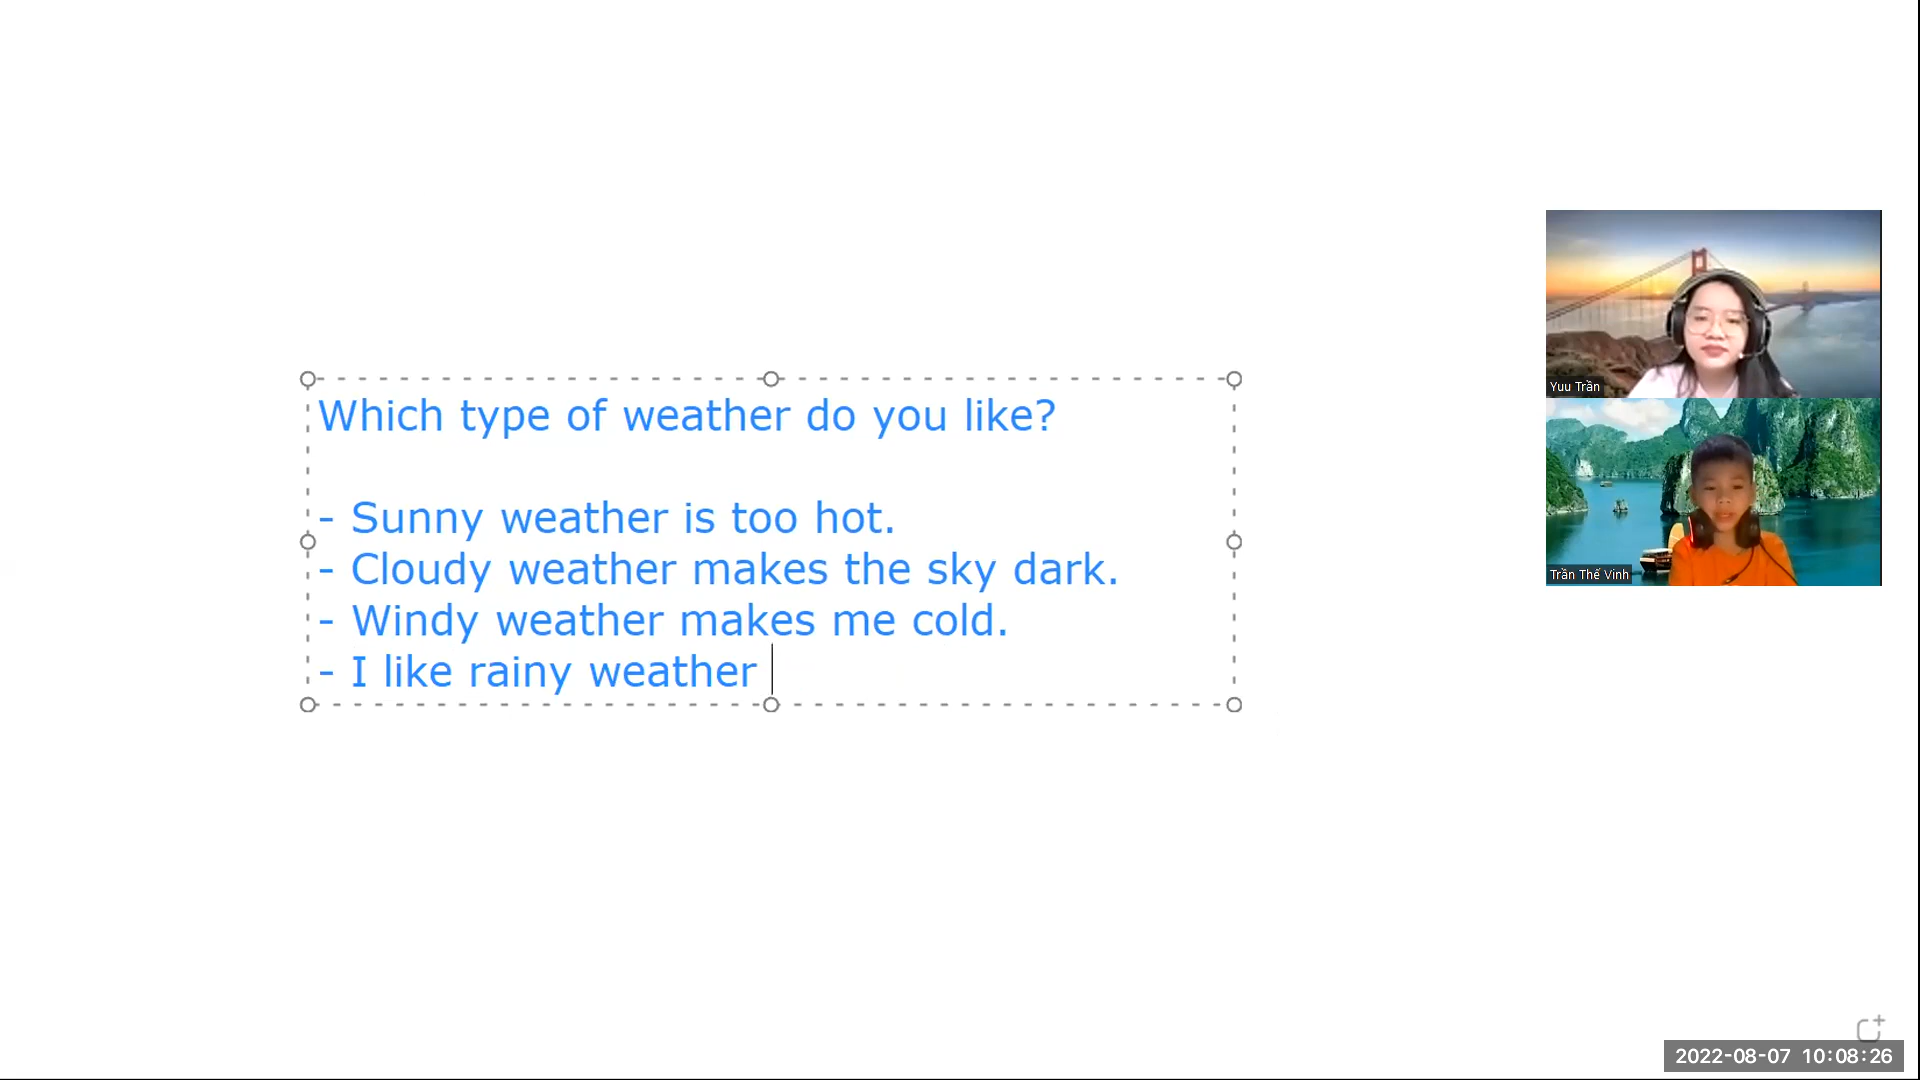 Which type of weather do you like?
- Sunny weather is too hot.
- Cloudy weather makes the sky dark.
- Windy weather makes me cold.
- I like rainy weather
Yuu Trần
Trần Thế Vinh
2022-08-07 10:08:26